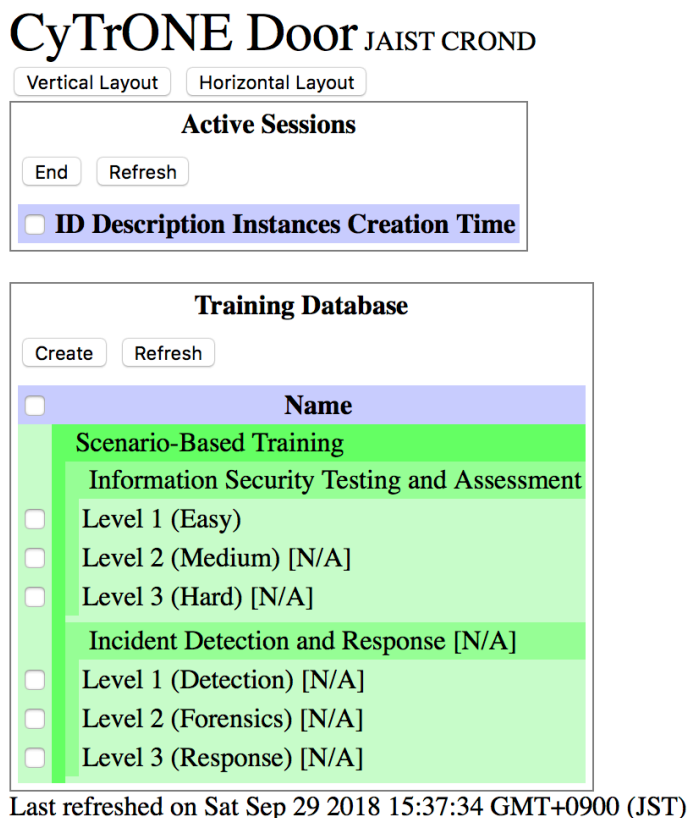 CyTrONE Door JAIST CROND
Vertical Layout Horizontal Layout
Active Sessions
End Refresh
ID Description Instances Creation Time
Training Database
Create Refresh
Name
Scenario-Based Training
Information Security Testing and Assessment
Level 1 (Easy)
Level 2 (Medium) [N/A]
Level 3 (Hard) [N/A]
Incident Detection and Response [N/A]
Level 1 (Detection) [N/A]
Level 2 (Forensics) [N/A]
Level 3 (Response) [N/A]
Last refreshed on Sat Sep 29 2018 15:37:34 GMT+0900 (JST)